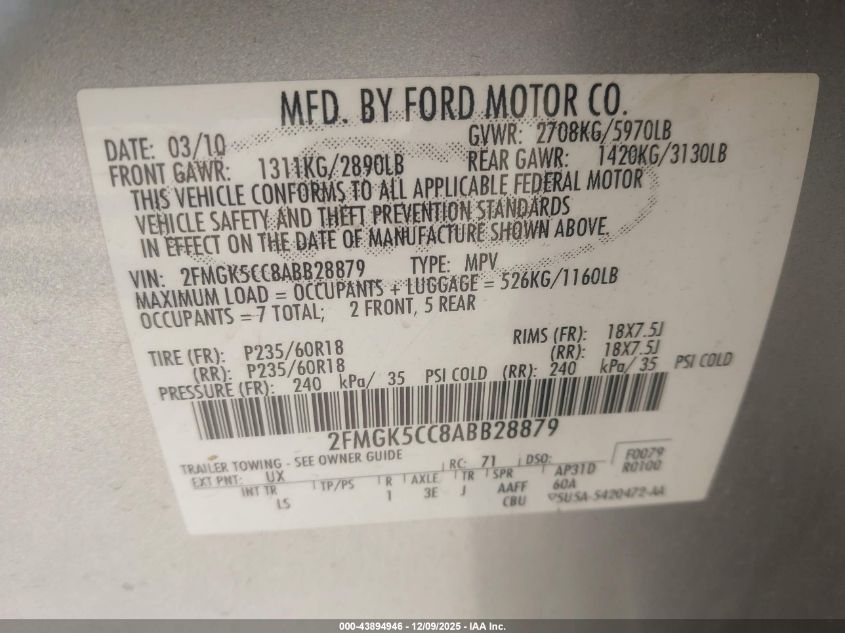 MFD. BY FORD MOTOR CO.
DATE: 03/10 GVWR: 2708KG/5970LB
FRONT GAWR: 1311KG/2890LB REAR GAWR: 1420KG/3130LB
THIS VEHICLE CONFORMS TO ALL APPLICABLE FEDERAL MOTOR
VEHICLE SAFETY AND THEFT PREVENTION STANDARDS
IN EFFECT ON THE DATE OF MANUFACTURE SHOWN ABOVE.
VIN: 2FMGK5CC8ABB28879 TYPE: MPV
MAXIMUM LOAD = OCCUPANTS + LUGGAGE = 526KG/1160LB
OCCUPANTS = 7 TOTAL; 2 FRONT, 5 REAR
TIRE (FR): P235/60R18 RIMS (FR): 18X7.5J
(RR): P235/60R18 (RR): 18X7.5J
PRESSURE (FR): 240 kPa/ 35 PSI COLD (RR): 240 kPa/ 35 PSI COLD
2FMGK5CC8ABB28879
TRAILER TOWING - SEE OWNER GUIDE RC: 71 DSO: F0079
EXT PNT: UX AP31D R0100
INT TR TP/PS R AXLE TR SPR 60A
LS 1 3E J AAFF
CBU 5U5A-5420472-AA
000-43894946 - 12/09/2025 - IAA Inc.